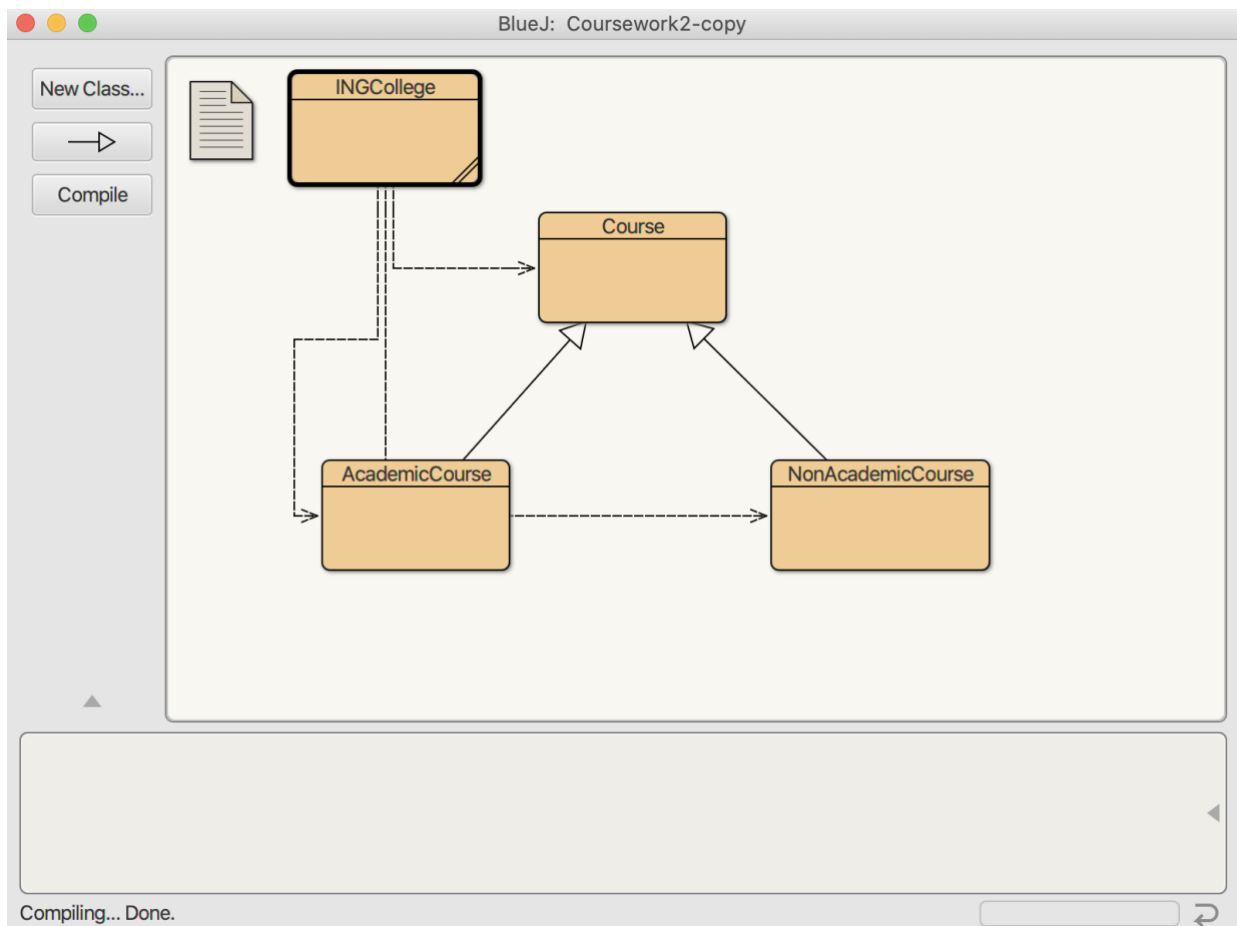 BlueJ: Coursework2-copy
New Class...
INGCollege
Compile
Course
AcademicCourse
NonAcademicCourse
Compiling... Done.